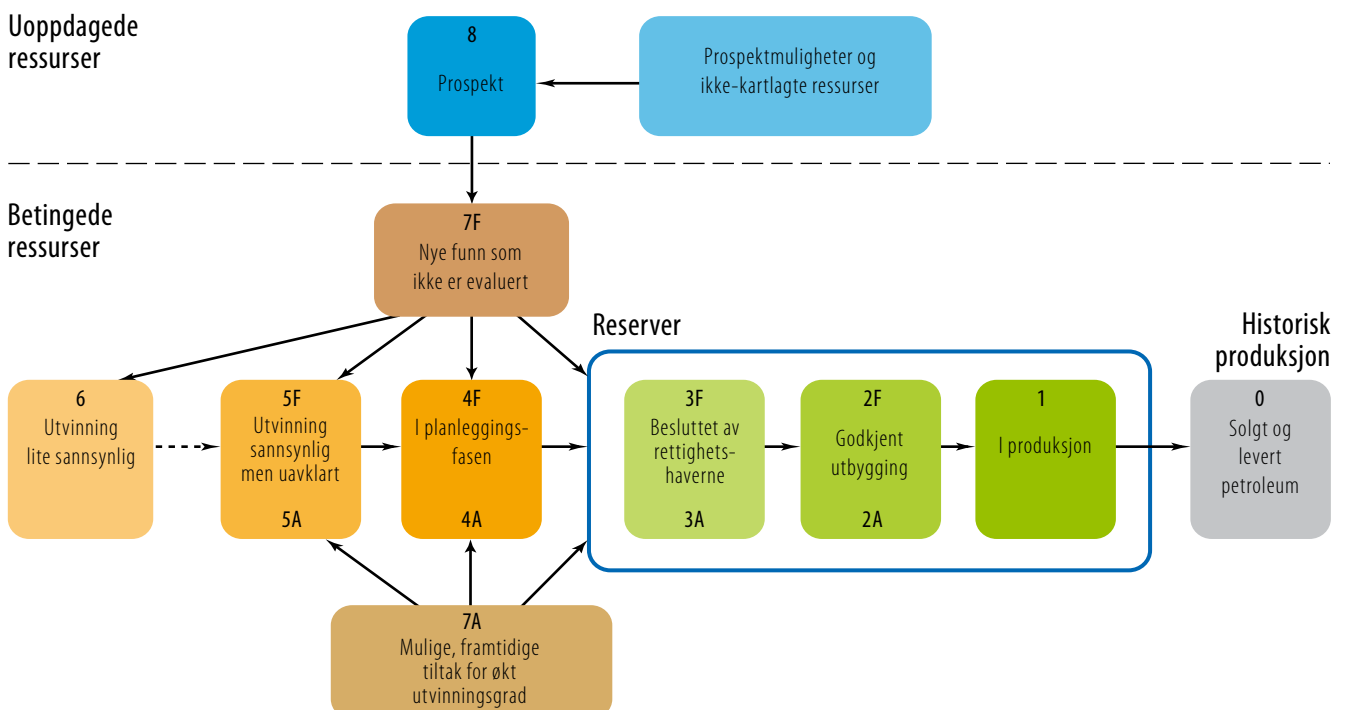 Uoppdagede
ressurser
8
Prospekt
Prospektmuligheter og
ikke-kartlagte ressurser
Betingede
ressurser
7F
Nye funn som
ikke er evaluert
Reserver
Historisk
produksjon
6
Utvinning
lite sannsynlig
5F
Utvinning
sannsynlig
men uavklart
5A
4F
I planleggings-
fasen
4A
3F
Besluttet av
rettighets-
haverne
3A
2F
Godkjent
utbygging
2A
1
I produksjon
0
Solgt og
levert
petroleum
7A
Mulige, framtidige
tiltak for økt
utvinningsgrad